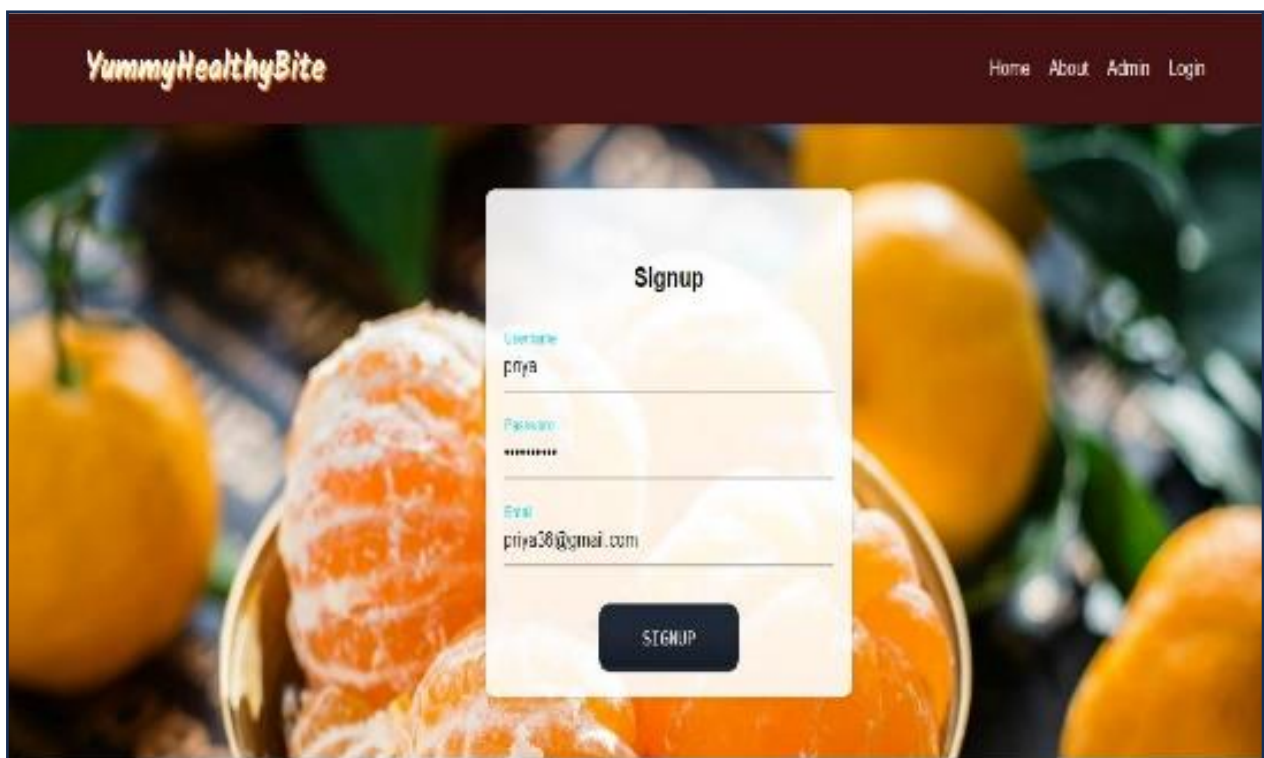 YummyHealthyBite
Home About Admin Login
Signup
Username
priya
Password
••••••••••
Email
priya38@gmail.com
SIGNUP